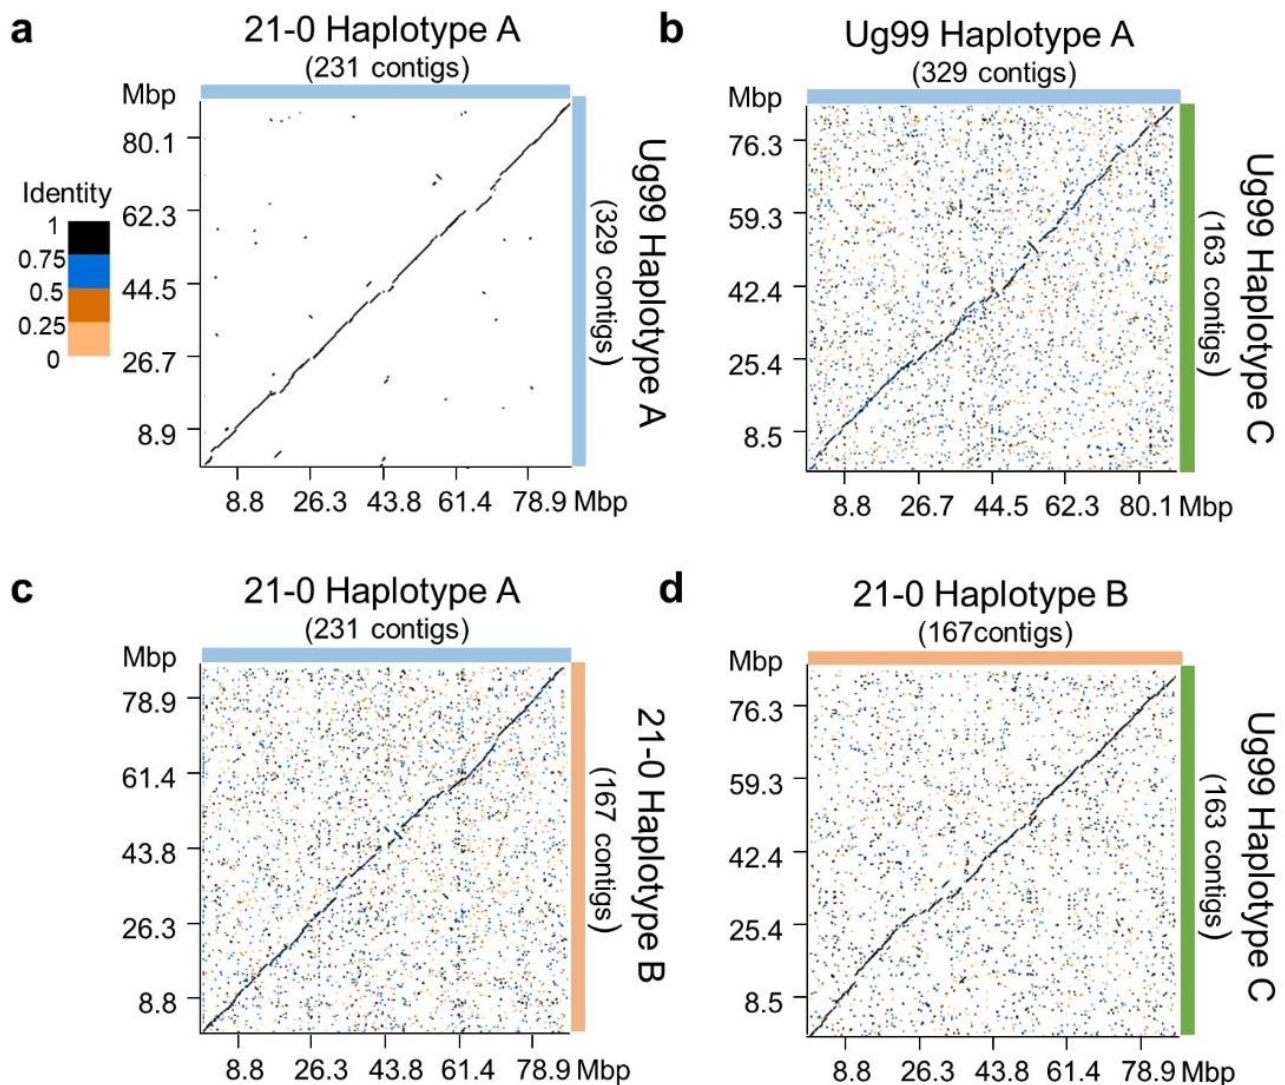 a
21-0 Haplotype A
(231 contigs)
Mbp
80.1
62.3
44.5
26.7
8.9
Identity
1
0.75
0.5
0.25
0
8.8 26.3 43.8 61.4 78.9 Mbp
Ug99 Haplotype A
(329 contigs)
b
Ug99 Haplotype A
(329 contigs)
Mbp
76.3
59.3
42.4
25.4
8.5
8.8 26.7 44.5 62.3 80.1 Mbp
Ug99 Haplotype C
(163 contigs)
c
21-0 Haplotype A
(231 contigs)
Mbp
78.9
61.4
43.8
26.3
8.8
8.8 26.3 43.8 61.4 78.9 Mbp
21-0 Haplotype B
(167 contigs)
d
21-0 Haplotype B
(167contigs)
Mbp
76.3
59.3
42.4
25.4
8.5
8.8 26.3 43.8 61.4 78.9 Mbp
Ug99 Haplotype C
(163 contigs)